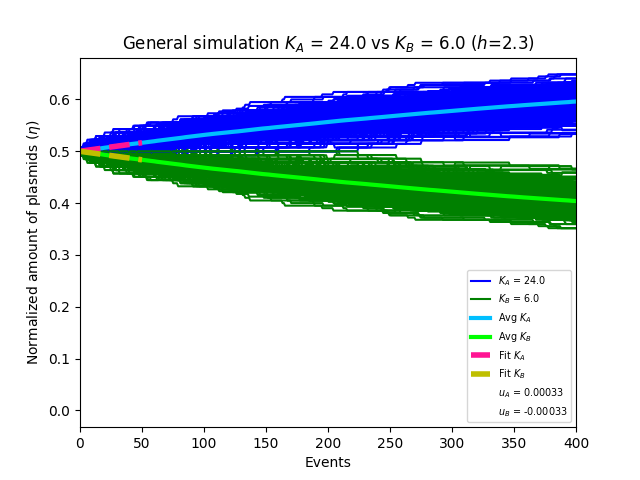 General simulation K_A = 24.0 vs K_B = 6.0 (h=2.3)
Normalized amount of plasmids (η)
0.6
0.5
0.4
0.3
0.2
0.1
0.0
K_A = 24.0
K_B = 6.0
Avg K_A
Avg K_B
Fit K_A
Fit K_B
u_A = 0.00033
u_B = -0.00033
0 50 100 150 200 250 300 350 400
Events